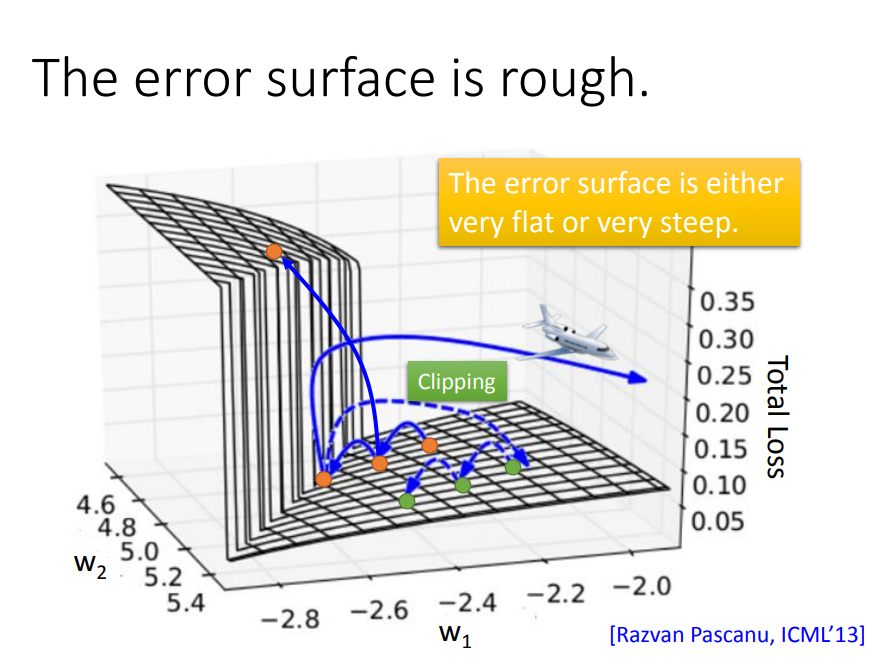 The error surface is rough.
The error surface is either
very flat or very steep.
0.35
0.30
0.25
0.20
0.15
0.10
0.05
Total Loss
Clipping
4.6
4.8
5.0
5.2
5.4
w2
−2.8
−2.6
−2.4
−2.2
−2.0
w1
[Razvan Pascanu, ICML’13]